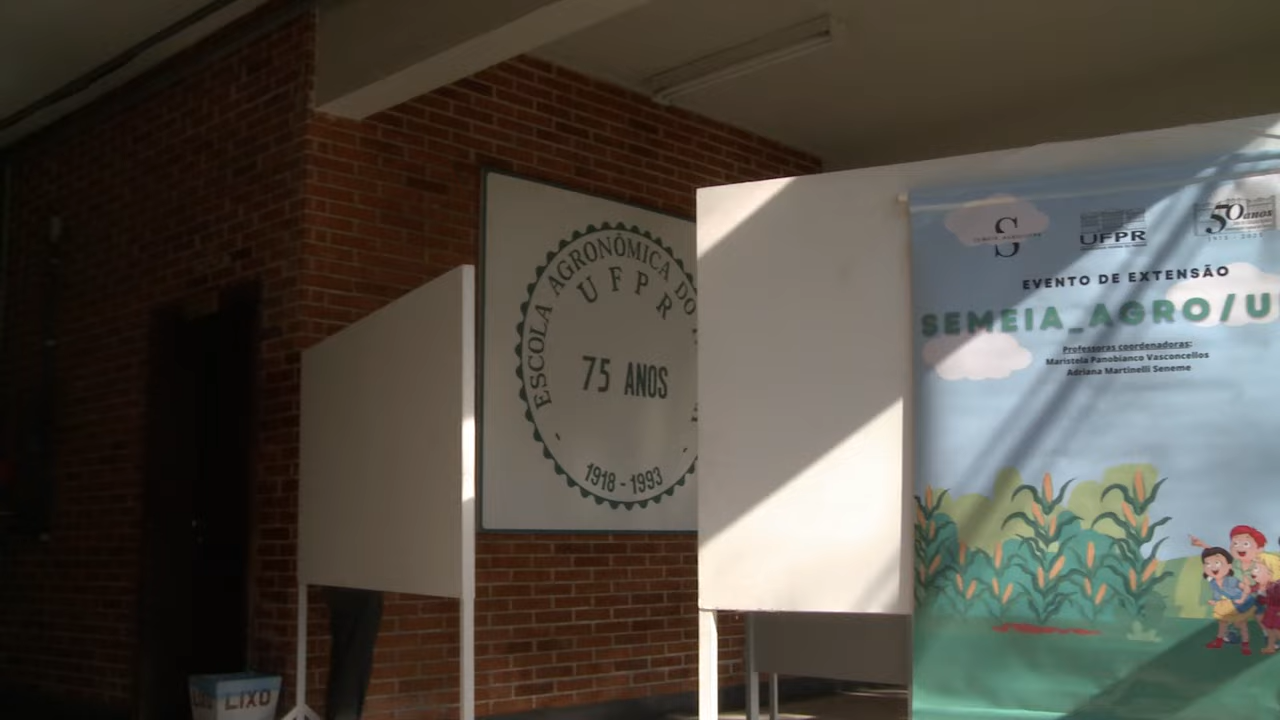 ESCOLA AGRONÔMICA DO
UFPR
75 ANOS
1918 - 1993
S
UFPR
50 anos
EVENTO DE EXTENSÃO
SEMEIA_AGRO/U
Professoras coordenadoras:
Maristela Panobianco Vasconcellos
Adriana Martinelli Seneme
LIXO